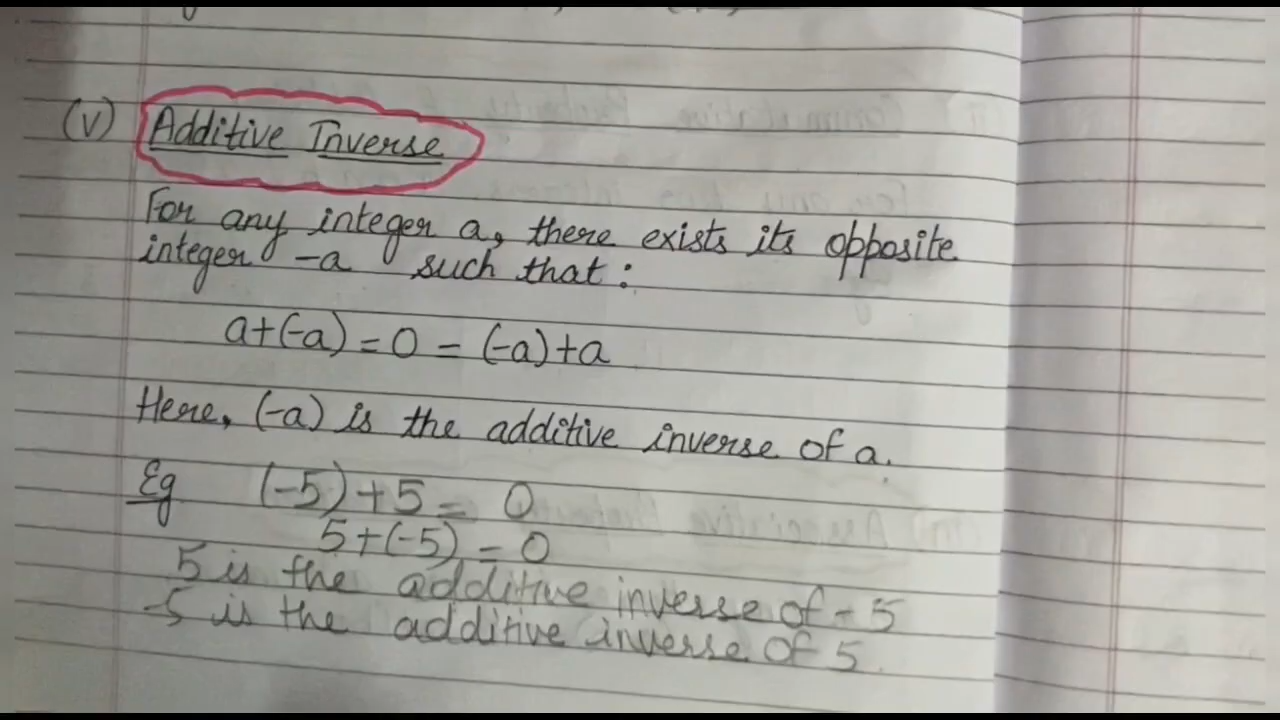 (v) Additive Inverse
For any integer a, there exists its opposite
integer -a such that :
a+(-a) = 0 = (-a)+a
Here, (-a) is the additive inverse of a.
Eg (-5)+5 = 0
5+(-5) = 0
5 is the additive inverse of -5
-5 is the additive inverse of 5.